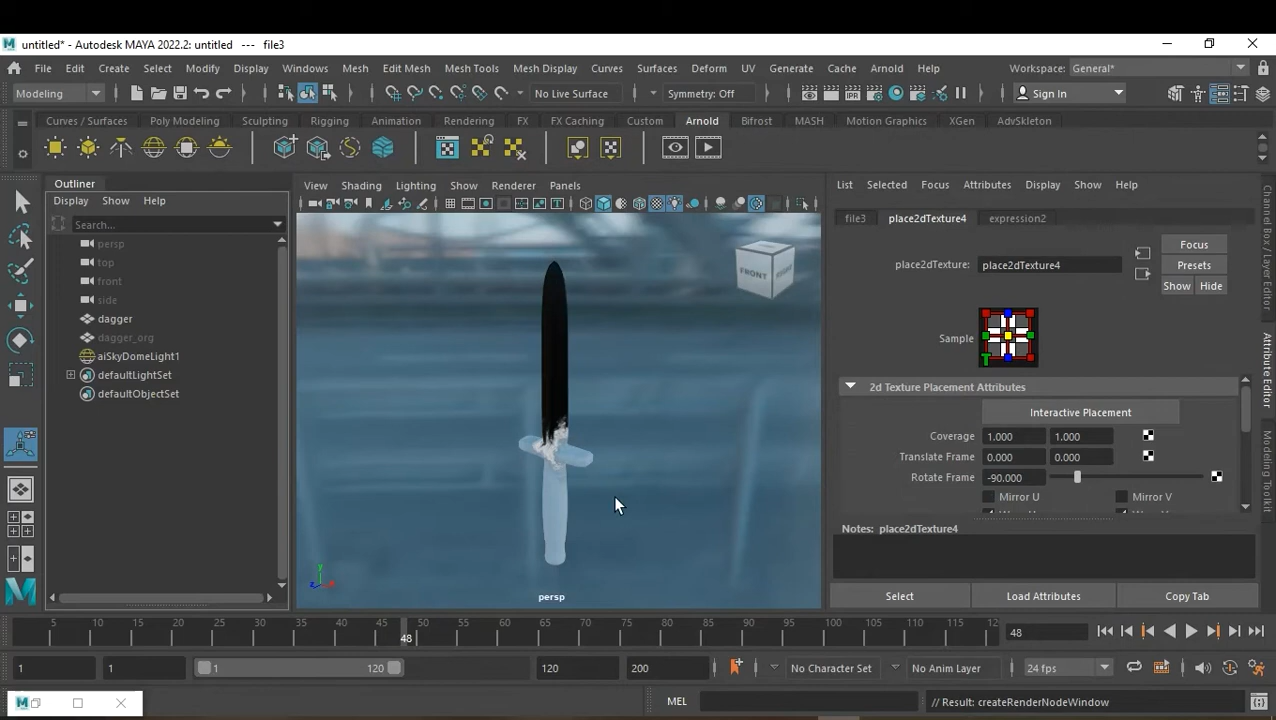 untitled* - Autodesk MAYA 2022.2: untitled --- file3
File Edit Create Select Modify Display Windows Mesh Edit Mesh Mesh Tools Mesh Display Curves Surfaces Deform UV Generate Cache Arnold Help Workspace: General*
Modeling No Live Surface Symmetry: Off IPR Sign In
Curves / Surfaces Poly Modeling Sculpting Rigging Animation Rendering FX FX Caching Custom Arnold Bifrost MASH Motion Graphics XGen AdvSkeleton
Outliner
Display Show Help
Search...
persp
top
front
side
dagger
dagger_org
aiSkyDomeLight1
defaultLightSet
defaultObjectSet
View Shading Lighting Show Renderer Panels
FRONT
y
z
x
persp
List Selected Focus Attributes Display Show Help
file3 place2dTexture4 expression2
place2dTexture: place2dTexture4
Focus
Presets
Show Hide
Sample
T
2d Texture Placement Attributes
Interactive Placement
Coverage 1.000 1.000
Translate Frame 0.000 0.000
Rotate Frame -90.000
Mirror U Mirror V
Notes: place2dTexture4
Select Load Attributes Copy Tab
Channel Box / Layer Editor
Attribute Editor
Modeling Toolkit
5 10 15 20 25 30 35 40 45 50 55 60 65 70 75 80 85 90 95 100 105 110 115 12
48
48
1 1 1 120 120 200 No Character Set No Anim Layer 24 fps
MEL // Result: createRenderNodeWindow